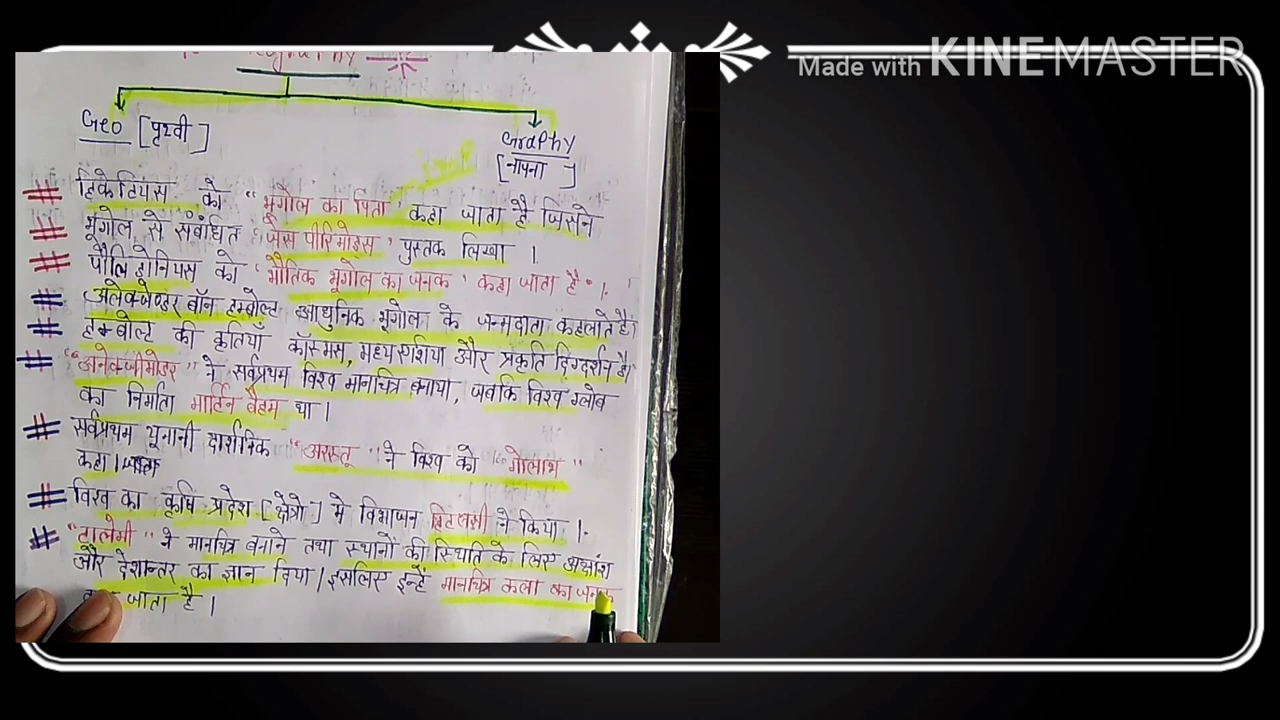 Made with KINEMASTER
Geo [पृथ्वी]
Graphy
[नापना]
हिकेटियस को "भूगोल का पिता" कहा जाता है जिसने
भूगोल से संबंधित "जेस पीरियोड्स" पुस्तक लिखा।
पौलिडोनियस को "भौतिक भूगोल का जनक" कहा जाता है।
अलेक्जेण्डर बॉन हम्बोल्ट आधुनिक भूगोल के जन्मदाता कहलाते है।
हम्बोल्ट की कृतियाँ कॉस्मस, मध्यएशिया और प्रकृति दिग्दर्शन है।
"अनेक्जीमोडर" ने सर्वप्रथम विश्व मानचित्र बनाया, जबकि विश्व ग्लोब
का निर्माता मार्टिन बैहम था।
सर्वप्रथम यूनानी दार्शनिक "अरस्तू" ने विश्व को "गोलाभ"
कहा।
विश्व का कृषि प्रदेश [क्षेत्रो] मे विभाजन ह्विटलसी ने किया।
"टालेमी" ने मानचित्र बनाने तथा स्थानों की स्थिति के लिए अक्षांश
और देशान्तर का ज्ञान दिया। इसलिए इन्हें मानचित्र कला का जनक
जाता है।